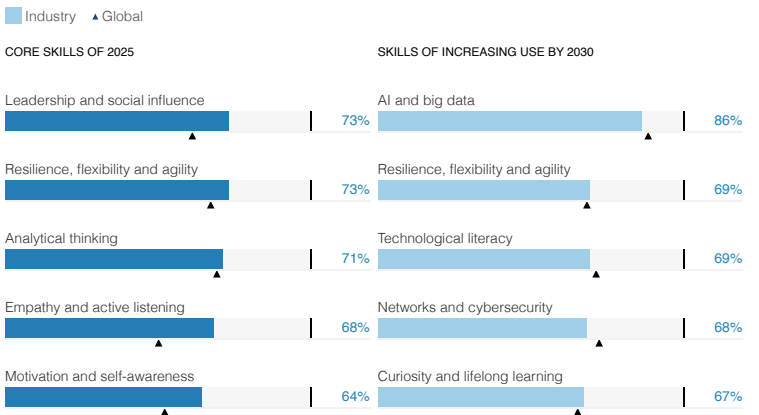 Industry Global
CORE SKILLS OF 2025
Leadership and social influence
73%
Resilience, flexibility and agility
73%
Analytical thinking
71%
Empathy and active listening
68%
Motivation and self-awareness
64%
SKILLS OF INCREASING USE BY 2030
AI and big data
86%
Resilience, flexibility and agility
69%
Technological literacy
69%
Networks and cybersecurity
68%
Curiosity and lifelong learning
67%